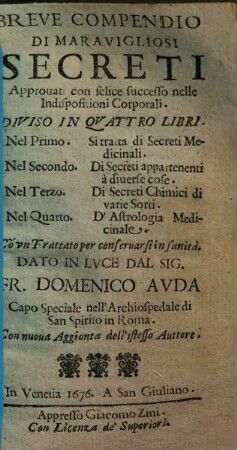 BREVE COMPENDIO
DI MARAVIGLIOSI
SECRETI
Approvati con felice successo nelle
Indispositioni Corporali.
DIVISO IN QVATTRO LIBRI.
Nel Primo. Si tratta di Secreti Me-
dicinali.
Nel Secondo. Di Secreti appartenenti
à diverse cose.
Nel Terzo. Di Secreti Chimici di
varie Sorti.
Nel Quarto. D'Astrologia Medi-
cinale.
Cõ vn Trattato per conseruarsi in sanità.
DATO IN LVCE DAL SIG.
FR. DOMENICO AVDA
Capo Speciale nell'Archiospedale di
San Spirito in Roma.
Con nuoua Aggionta dell'istesso Auttore.
In Venetia 1676. A San Giuliano.
Appresso Giacomo Zini.
Con Licenza de' Superiori.